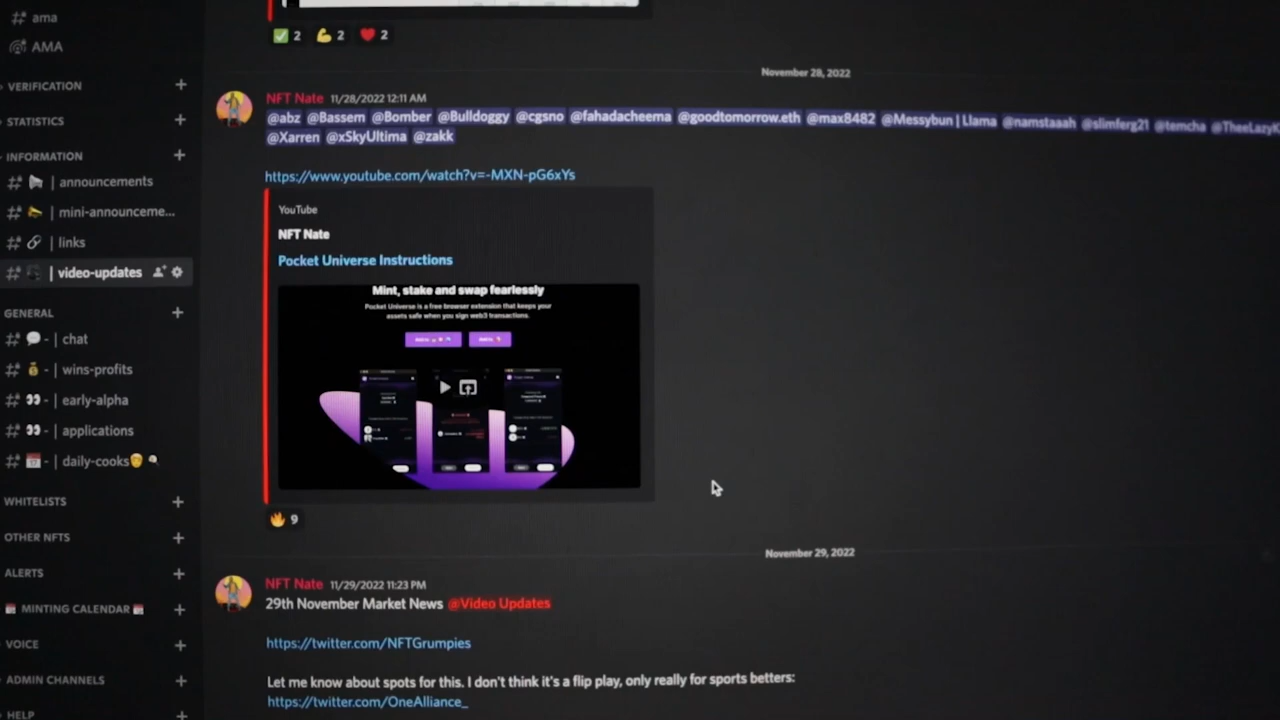 ama
AMA
VERIFICATION
STATISTICS
INFORMATION
| announcements
| mini-announceme...
| links
| video-updates
GENERAL
- | chat
- | wins-profits
- | early-alpha
- | applications
- | daily-cooks
WHITELISTS
OTHER NFTS
ALERTS
MINTING CALENDAR
VOICE
ADMIN CHANNELS
HELP
2 2 2
November 28, 2022
NFT Nate 11/28/2022 12:11 AM
@abz @Bassem @Bomber @Bulldoggy @cgsno @fahadacheema @goodtomorrow.eth @max8482 @Messybun | Llama @namstaaah @slimferg21 @temcha
@Xarren @xSkyUltima @zakk
https://www.youtube.com/watch?v=-MXN-pG6xYs
YouTube
NFT Nate
Pocket Universe Instructions
Mint, stake and swap fearlessly
Pocket Universe is a free browser extension that keeps your
assets safe when you sign web3 transactions.
9
November 29, 2022
NFT Nate 11/29/2022 11:23 PM
29th November Market News @Video Updates
https://twitter.com/NFTGrumpies
Let me know about spots for this. I don't think it's a flip play, only really for sports betters:
https://twitter.com/OneAlliance_